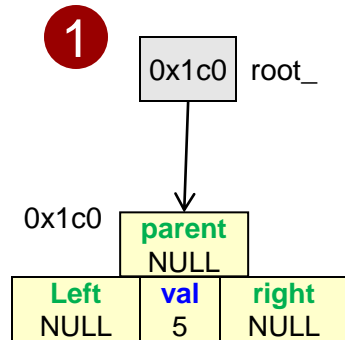 1
0x1c0 root_
0x1c0
parent
NULL
Left val right
NULL 5 NULL